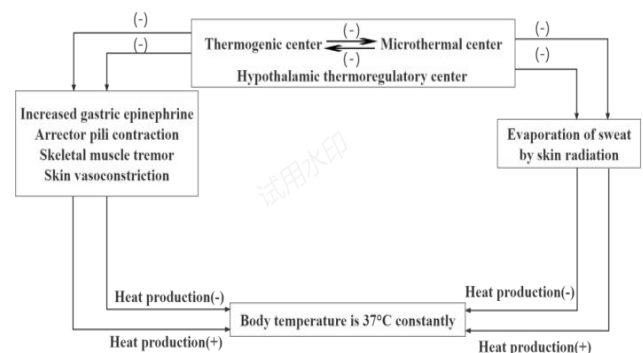 (-)
(-)
(-)
(-)
(-)
(-)
Thermogenic center
Microthermal center
Hypothalamic thermoregulatory center
Increased gastric epinephrine
Arrector pili contraction
Skeletal muscle tremor
Skin vasoconstriction
Evaporation of sweat
by skin radiation
试用水印
Heat production(-)
Heat production(-)
Body temperature is 37°C constantly
Heat production(+)
Heat production(+)